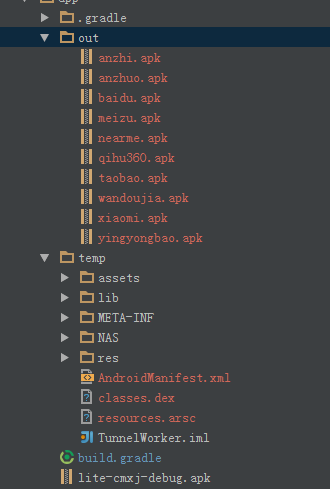 app
.gradle
out
anzhi.apk
anzhuo.apk
baidu.apk
meizu.apk
nearme.apk
qihu360.apk
taobao.apk
wandoujia.apk
xiaomi.apk
yingyongbao.apk
temp
assets
lib
META-INF
NAS
res
AndroidManifest.xml
classes.dex
resources.arsc
TunnelWorker.iml
build.gradle
lite-cmxj-debug.apk